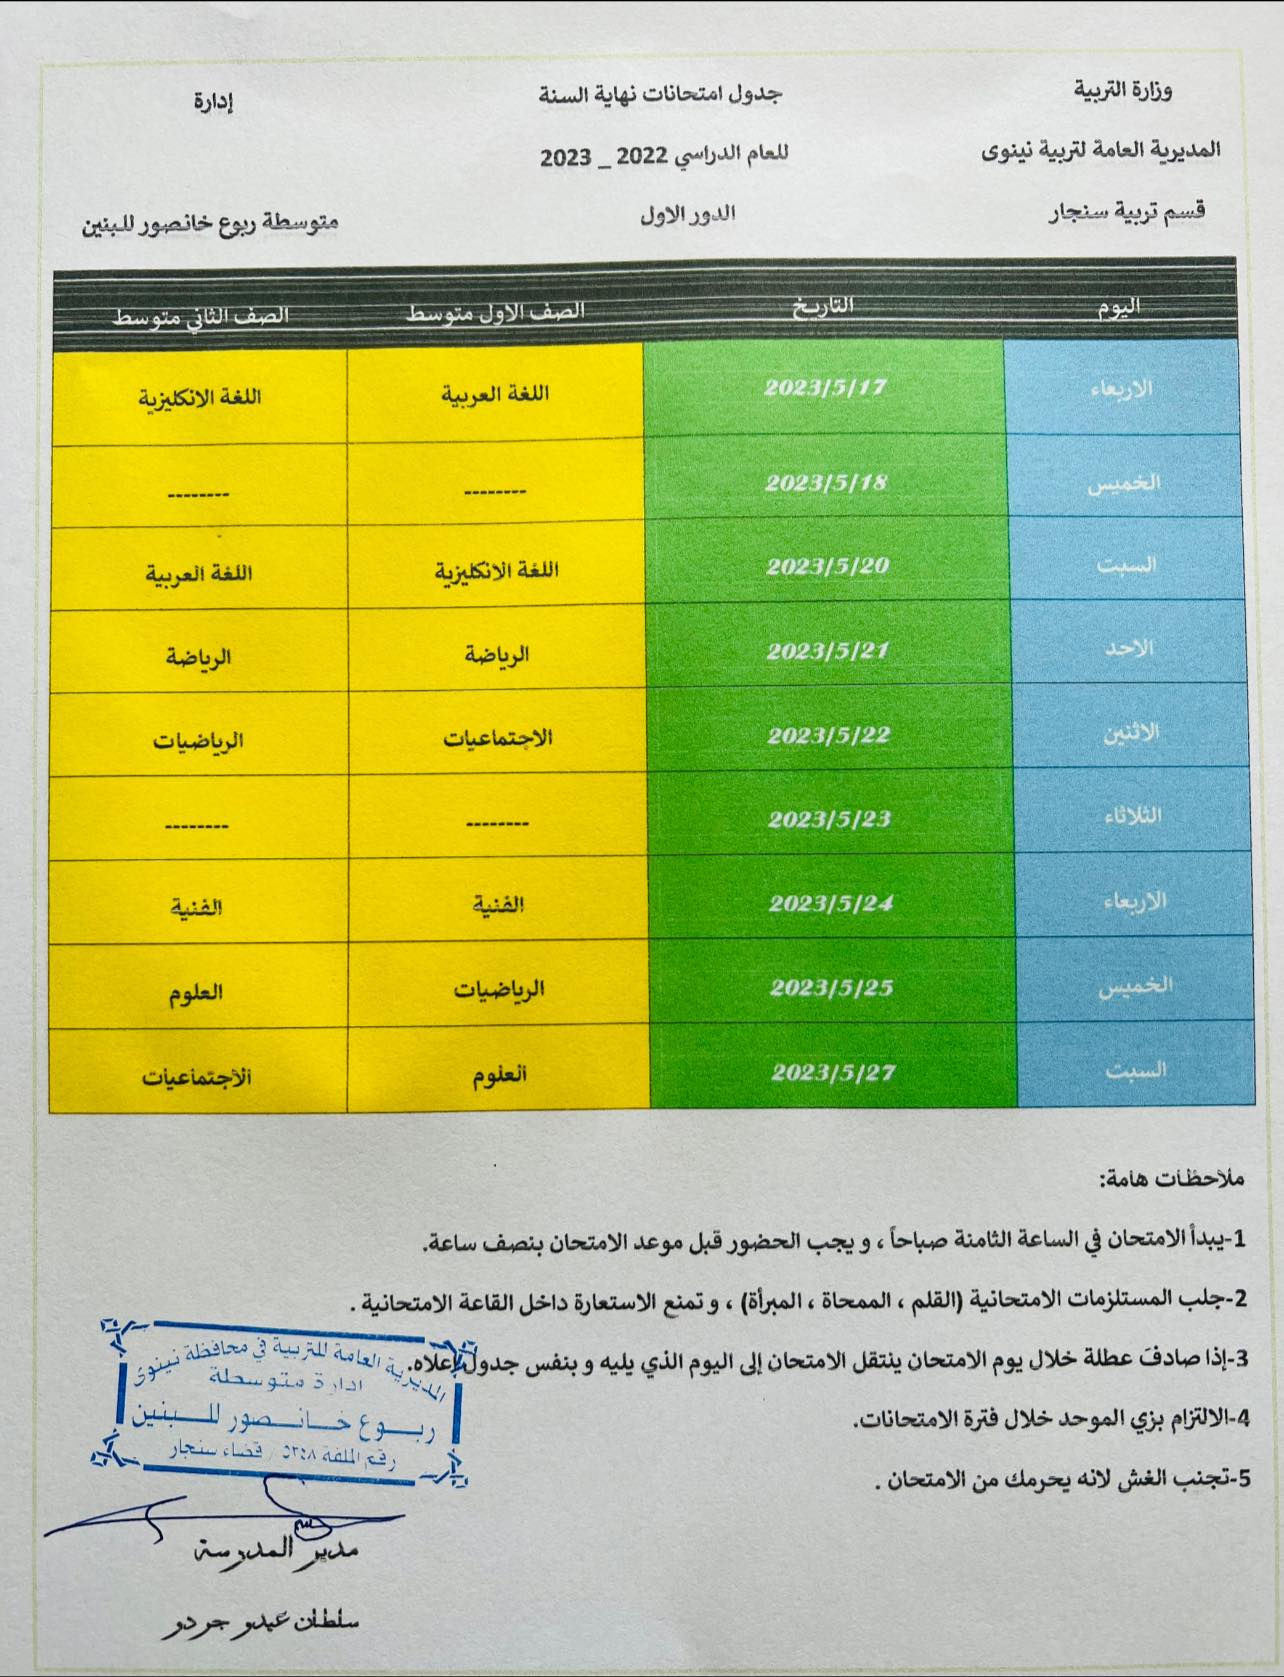 وزارة التربية
جدول امتحانات نهاية السنة
إدارة
المديرية العامة لتربية نينوى
للعام الدراسي 2022 _ 2023
قسم تربية سنجار
الدور الاول
متوسطة ربوع خانصور للبنين
اليوم التاريخ الصف الاول متوسط الصف الثاني متوسط
الاربعاء 2023/5/17 اللغة العربية اللغة الانكليزية
الخميس 2023/5/18 -------- --------
السبت 2023/5/20 اللغة الانكليزية اللغة العربية
الاحد 2023/5/21 الرياضة الرياضة
الاثنين 2023/5/22 الاجتماعيات الرياضيات
الثلاثاء 2023/5/23 -------- --------
الاربعاء 2023/5/24 الفنية الفنية
الخميس 2023/5/25 الرياضيات العلوم
السبت 2023/5/27 العلوم الاجتماعيات
ملاحظات هامة:
1-يبدأ الامتحان في الساعة الثامنة صباحاً ، و يجب الحضور قبل موعد الامتحان بنصف ساعة.
2-جلب المستلزمات الامتحانية (القلم ، الممحاة ، المبرأة) ، و تمنع الاستعارة داخل القاعة الامتحانية .
3-إذا صادفَ عطلة خلال يوم الامتحان ينتقل الامتحان إلى اليوم الذي يليه و بنفس جدول إعلاه.
4-الالتزام بزي الموحد خلال فترة الامتحانات.
5-تجنب الغش لانه يحرمك من الامتحان .
المديرية العامة للتربية في محافظة نينوى
ادارة متوسطة
ربوع خانصور للبنين
رقم الملفة ٥٢٤٨ / قضاء سنجار
مدير المدرسة
سلطان عيدو جردو